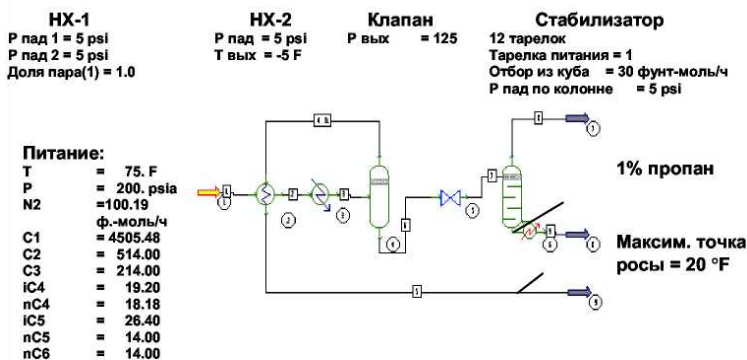 HX-1
P пад 1 = 5 psi
P пад 2 = 5 psi
Доля пара(1) = 1.0
HX-2
P пад = 5 psi
T вых = -5 F
Клапан
P вых = 125
Стабилизатор
12 тарелок
Тарелка питания = 1
Отбор из куба = 30 фунт-моль/ч
P пад по колонне = 5 psi
Питание:
T = 75. F
P = 200. psia
N2 =100.19
ф.-моль/ч
C1 = 4505.48
C2 = 514.00
C3 = 214.00
iC4 = 19.20
nC4 = 18.18
iC5 = 26.40
nC5 = 14.00
nC6 = 14.00
1% пропан
Максим. точка
росы = 20 °F